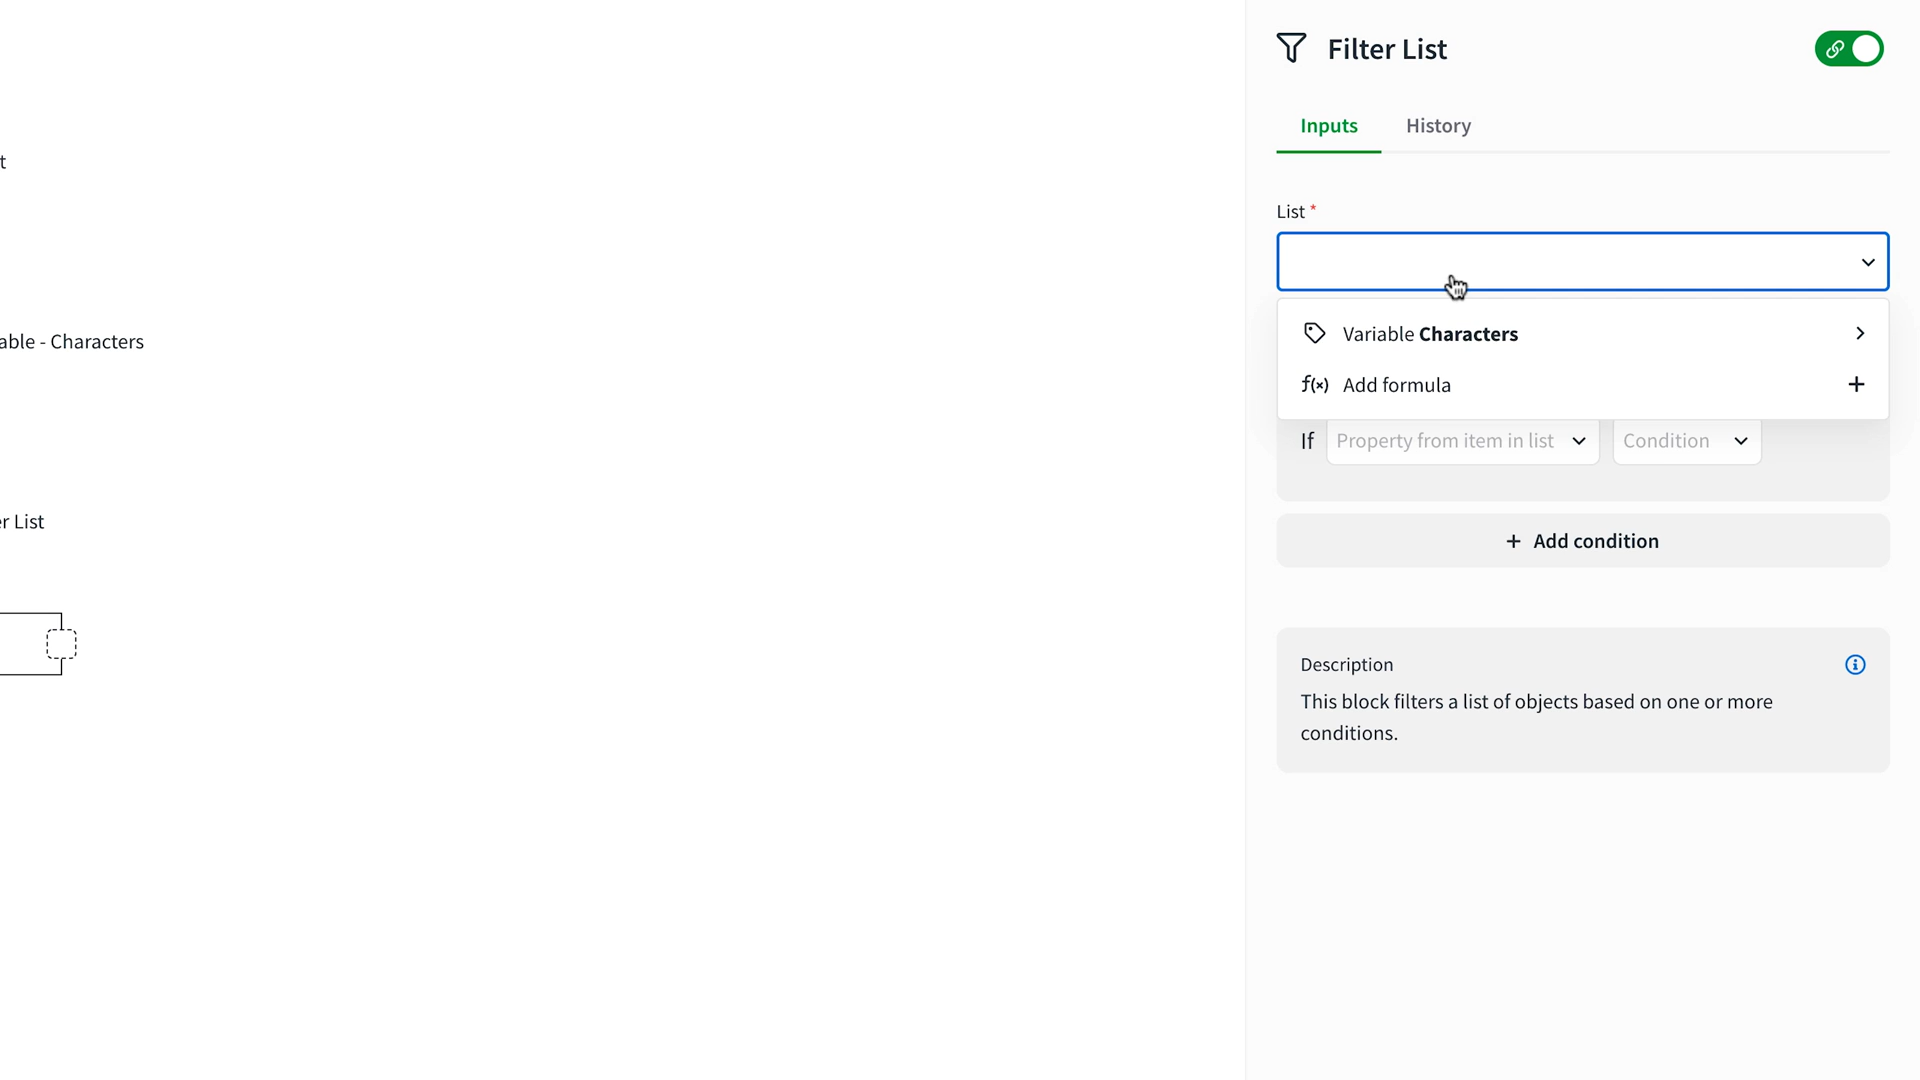 Filter List
Inputs History
List *
Variable Characters
f(x) Add formula
If Property from item in list Condition
+ Add condition
Description
This block filters a list of objects based on one or more
conditions.
t
able - Characters
r List